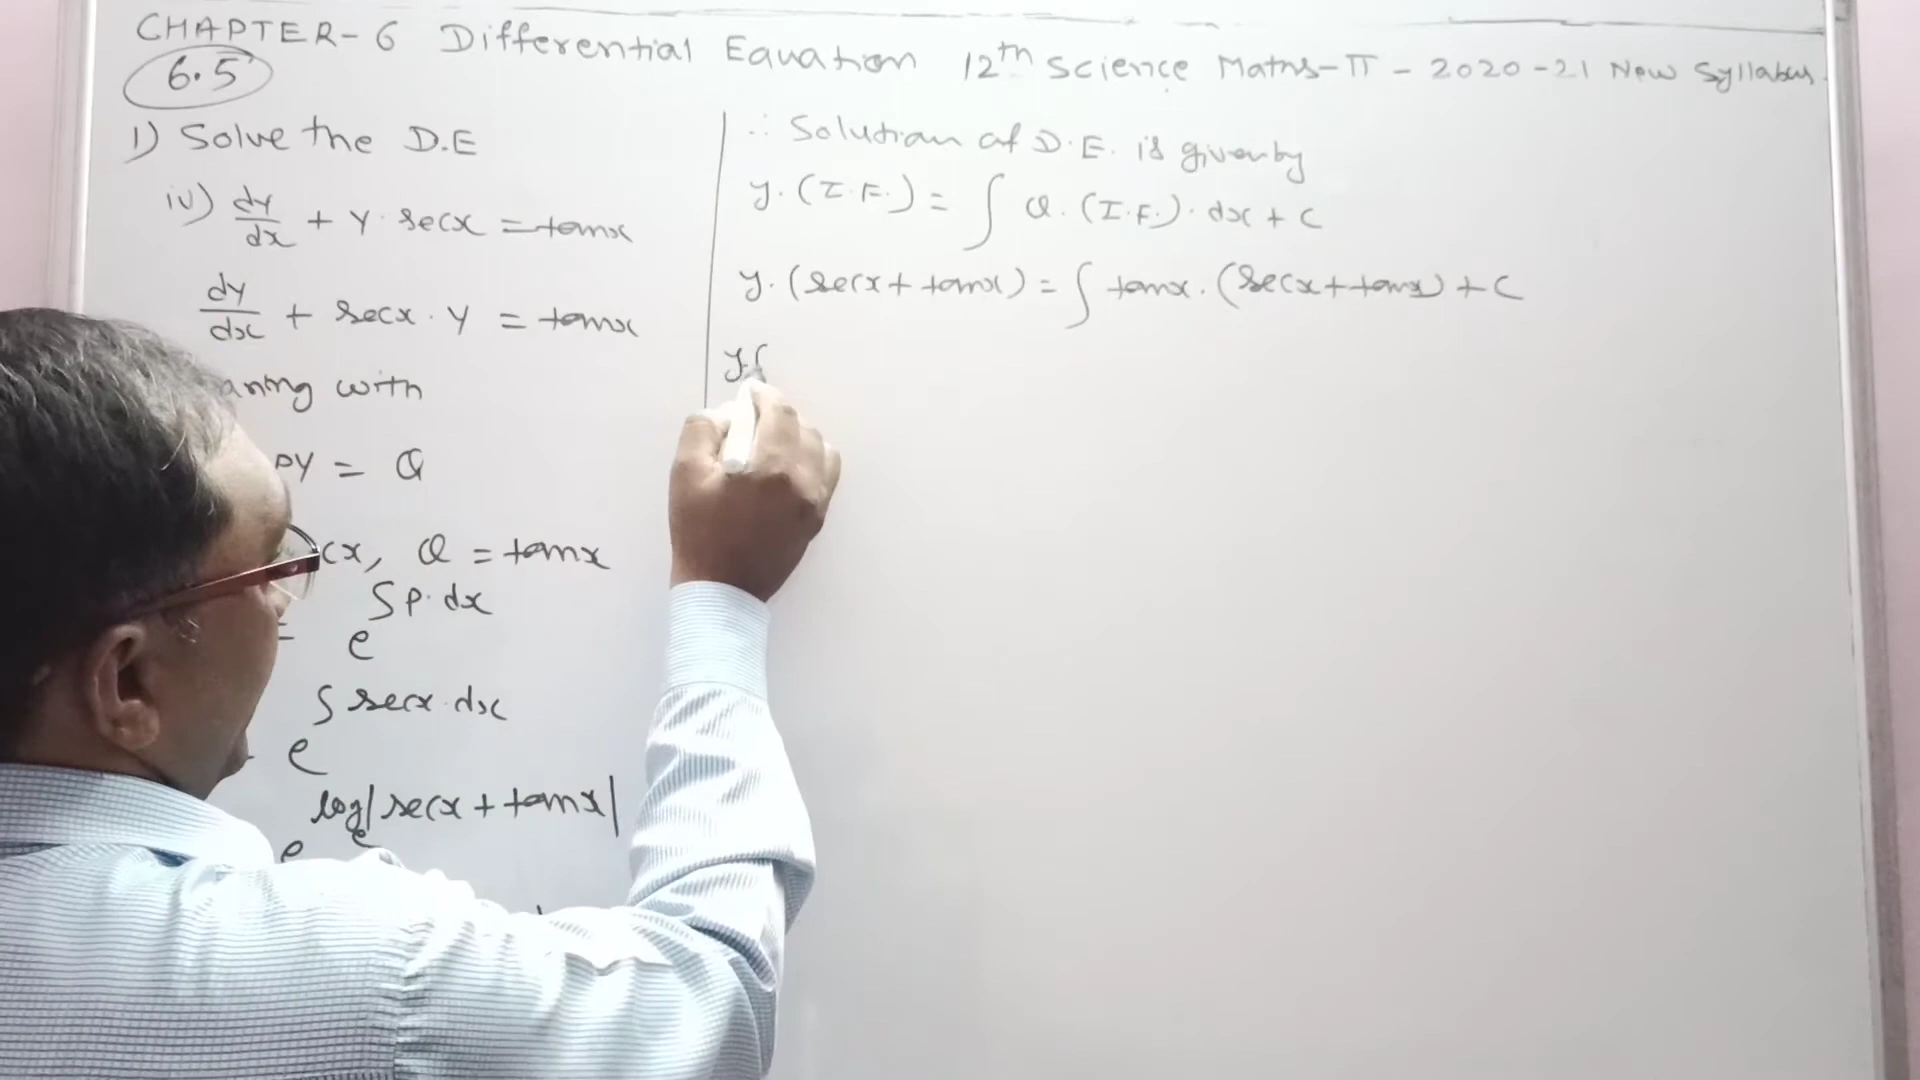 CHAPTER-6 Differential Equation 12th Science Maths-II - 2020-21 New Syllabus.
6.5
1) Solve the D.E
iv) dy/dx + y · secx = tanx
dy/dx + secx · y = tanx
with
PY = Q
cx, Q = tanx
= e^∫P·dx
e^∫secx·dx
e^loge|secx + tanx|
∴ Solution of D.E. is given by
y·(I.F.) = ∫ Q·(I.F.)·dx + C
y·(secx + tanx) = ∫ tanx·(secx + tanx) + C
y·(